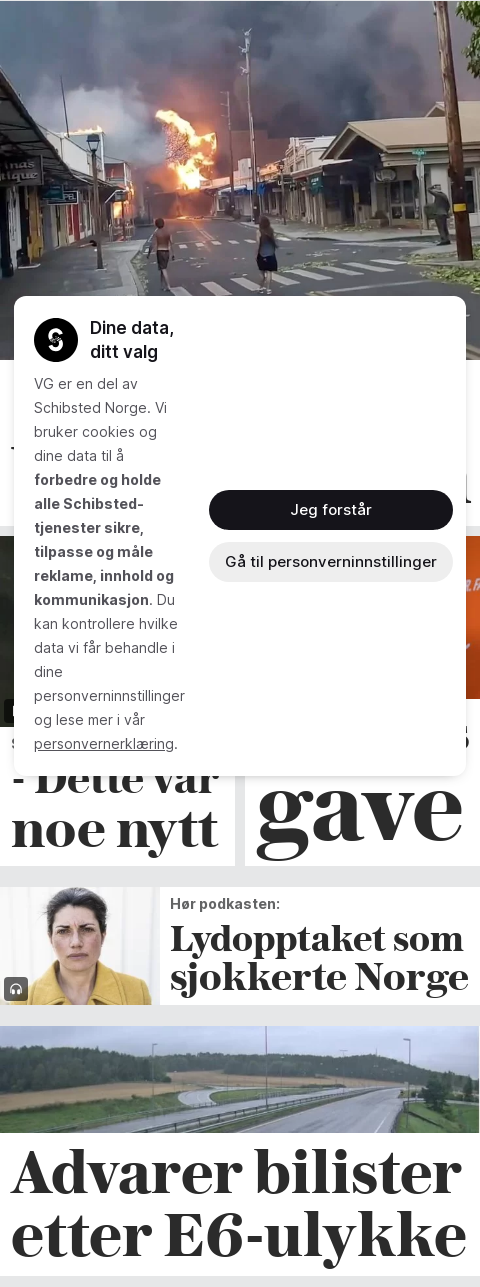 Dine data,
ditt valg
VG er en del av
Schibsted Norge. Vi
bruker cookies og
dine data til å
forbedre og holde
alle Schibsted-
tjenester sikre,
tilpasse og måle
reklame, innhold og
kommunikasjon. Du
kan kontrollere hvilke
data vi får behandle i
dine
personverninnstillinger
og lese mer i vår
personvernerklæring.
Jeg forstår
Gå til personverninnstillinger
- Dette var
noe nytt
gave
Hør podkasten:
Lydopptaket som
sjokkerte Norge
Advarer bilister
etter E6-ulykke